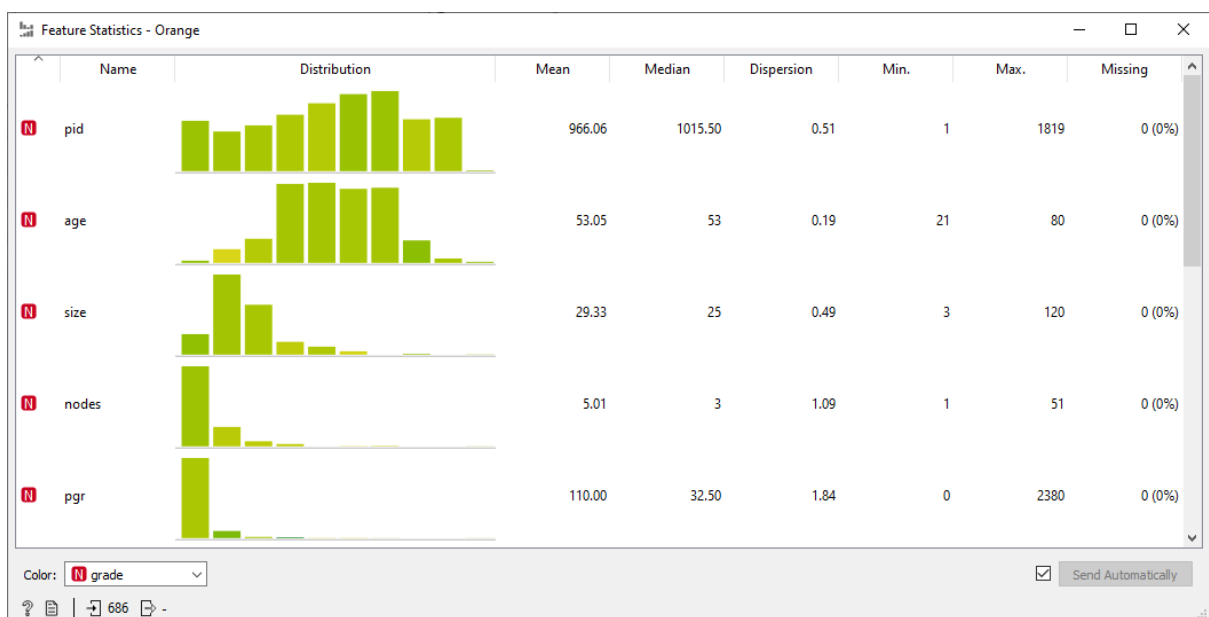 Feature Statistics - Orange
Name Distribution Mean Median Dispersion Min. Max. Missing
N pid 966.06 1015.50 0.51 1 1819 0 (0%)
N age 53.05 53 0.19 21 80 0 (0%)
N size 29.33 25 0.49 3 120 0 (0%)
N nodes 5.01 3 1.09 1 51 0 (0%)
N pgr 110.00 32.50 1.84 0 2380 0 (0%)
Color: N grade Send Automatically
? 686 -